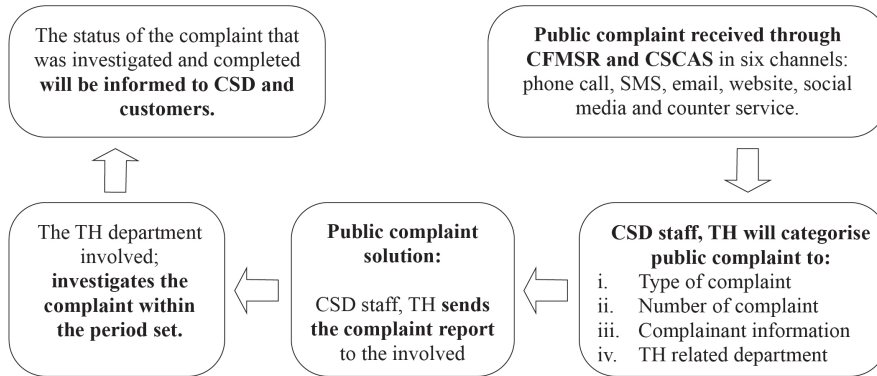 The status of the complaint that
was investigated and completed
will be informed to CSD and
customers.
Public complaint received through
CFMSR and CSCAS in six channels:
phone call, SMS, email, website, social
media and counter service.
The TH department
involved;
investigates the
complaint within
the period set.
Public complaint
solution:
CSD staff, TH sends
the complaint report
to the involved
CSD staff, TH will categorise
public complaint to:
i. Type of complaint
ii. Number of complaint
iii. Complainant information
iv. TH related department